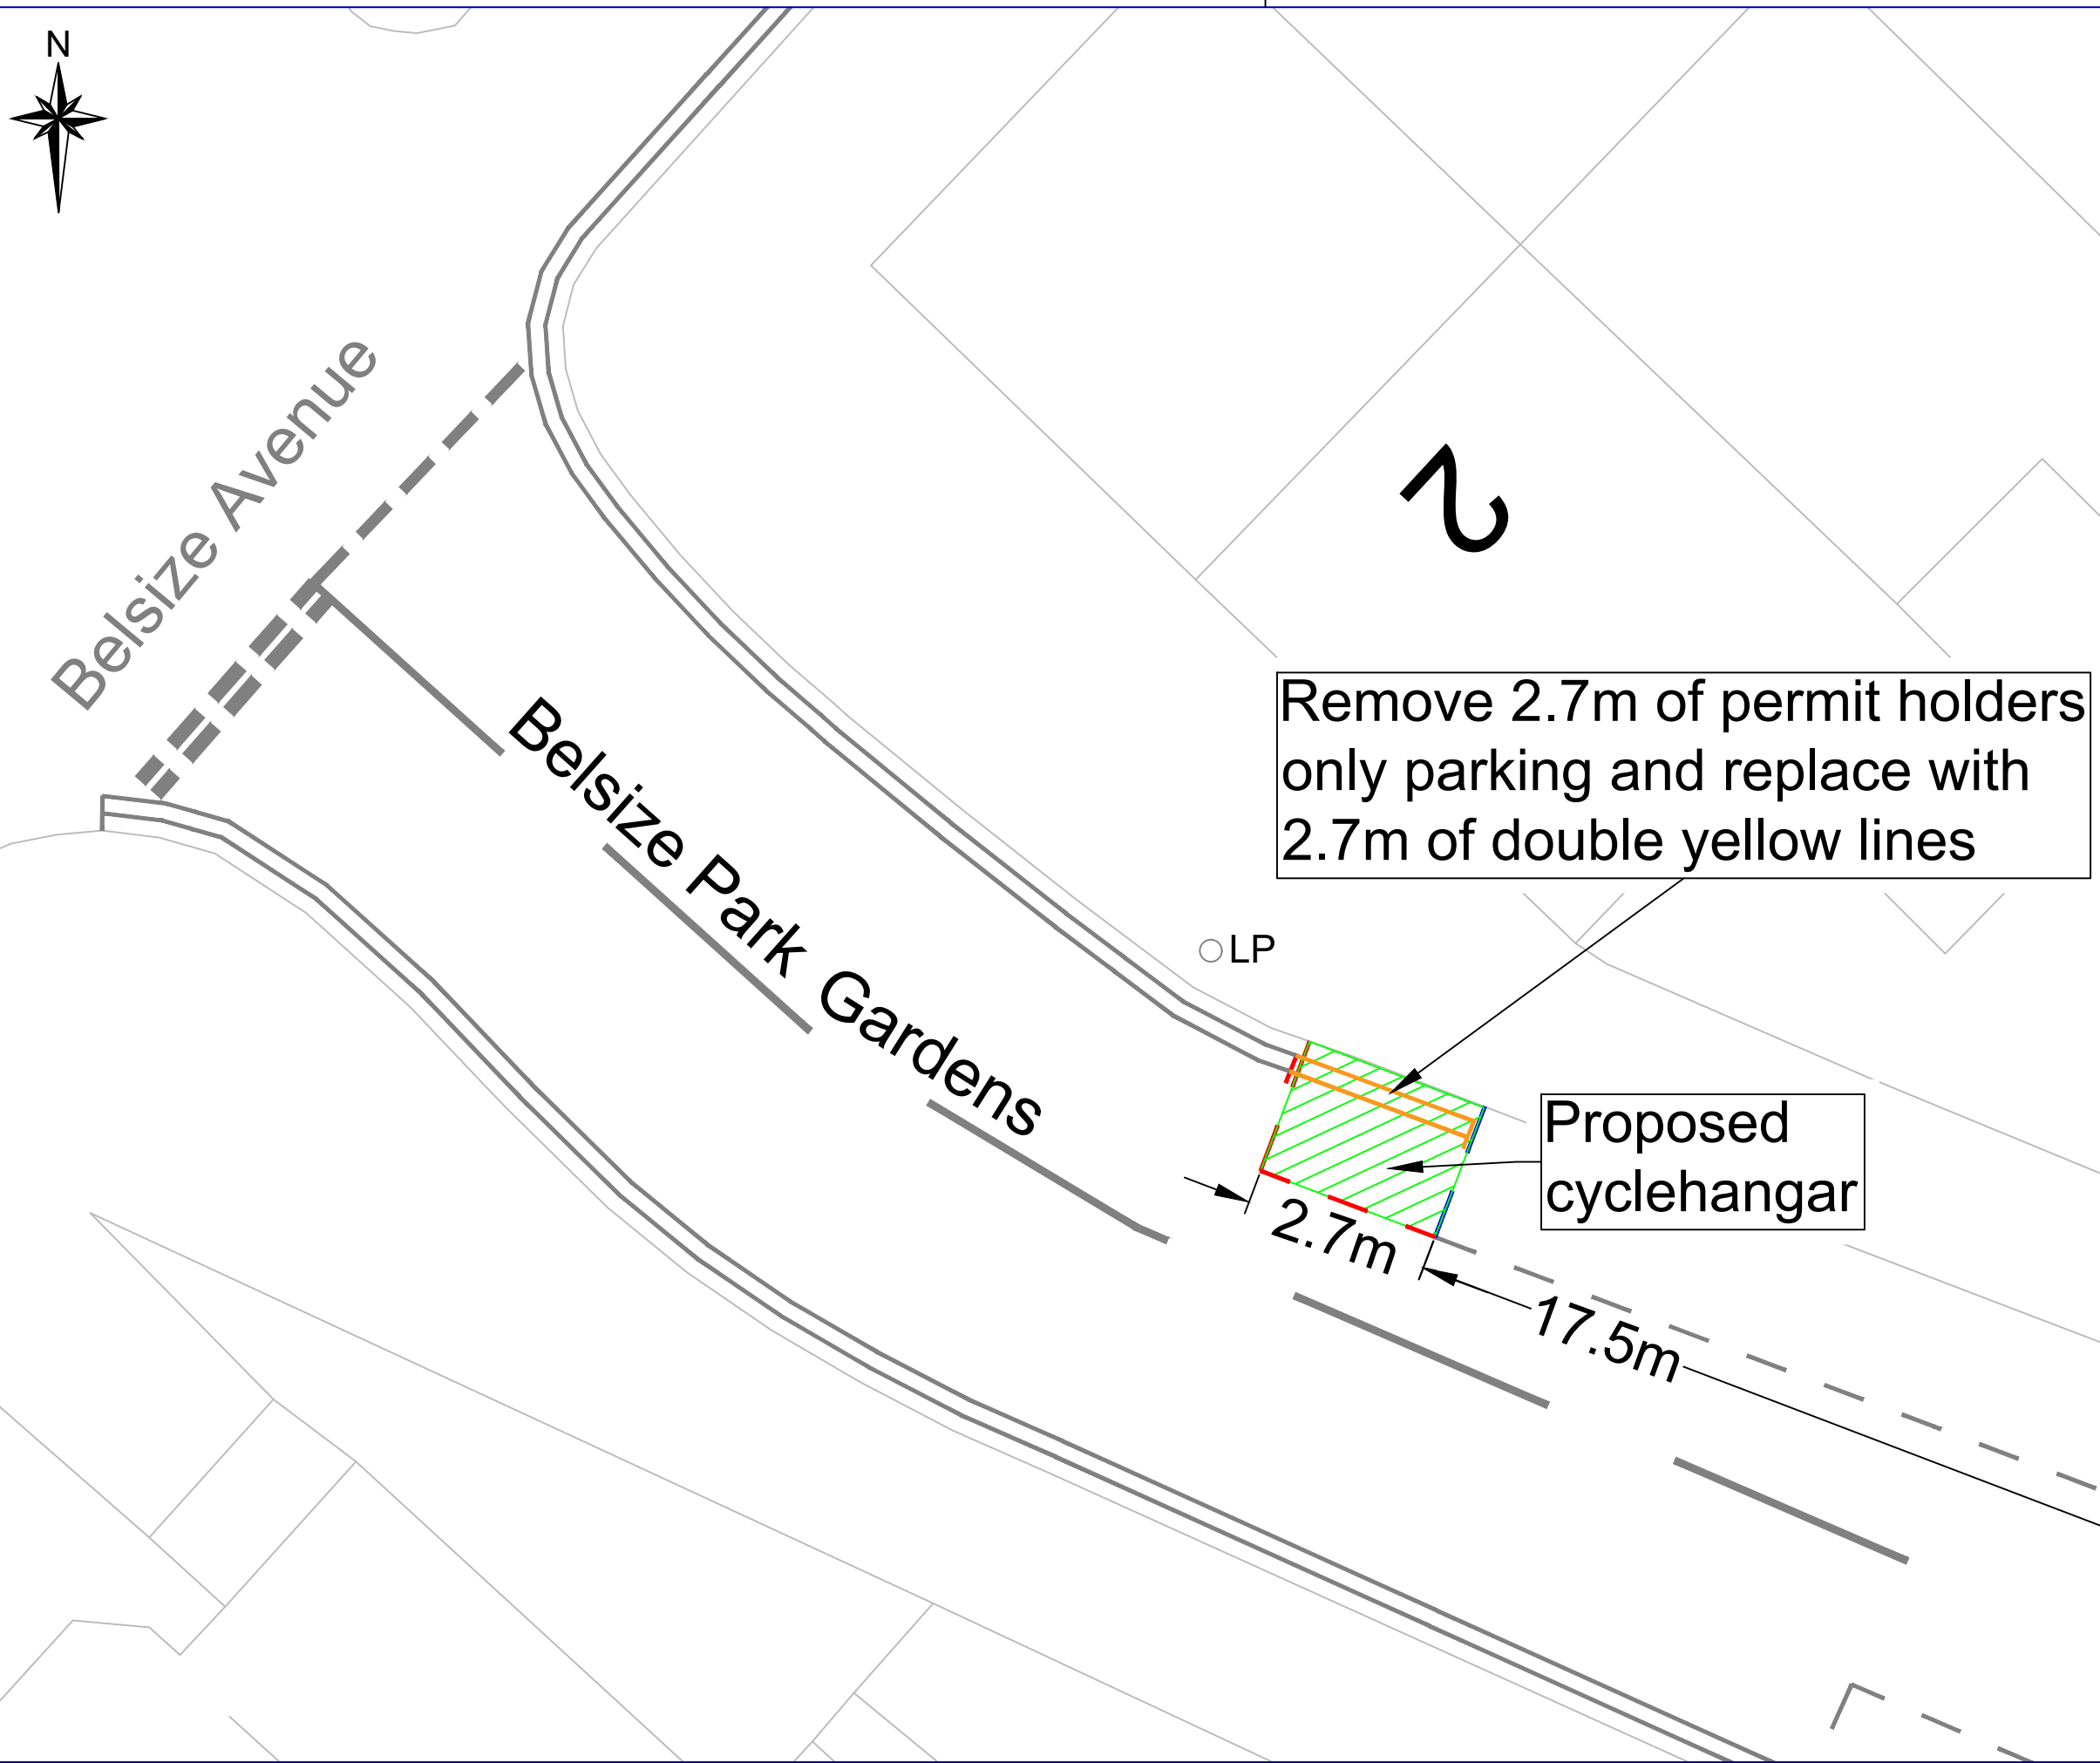 N
Belsize Avenue
2
Remove 2.7m of permit holders
only parking and replace with
2.7m of double yellow lines
Belsize Park Gardens
LP
Proposed
cyclehangar
2.7m
17.5m